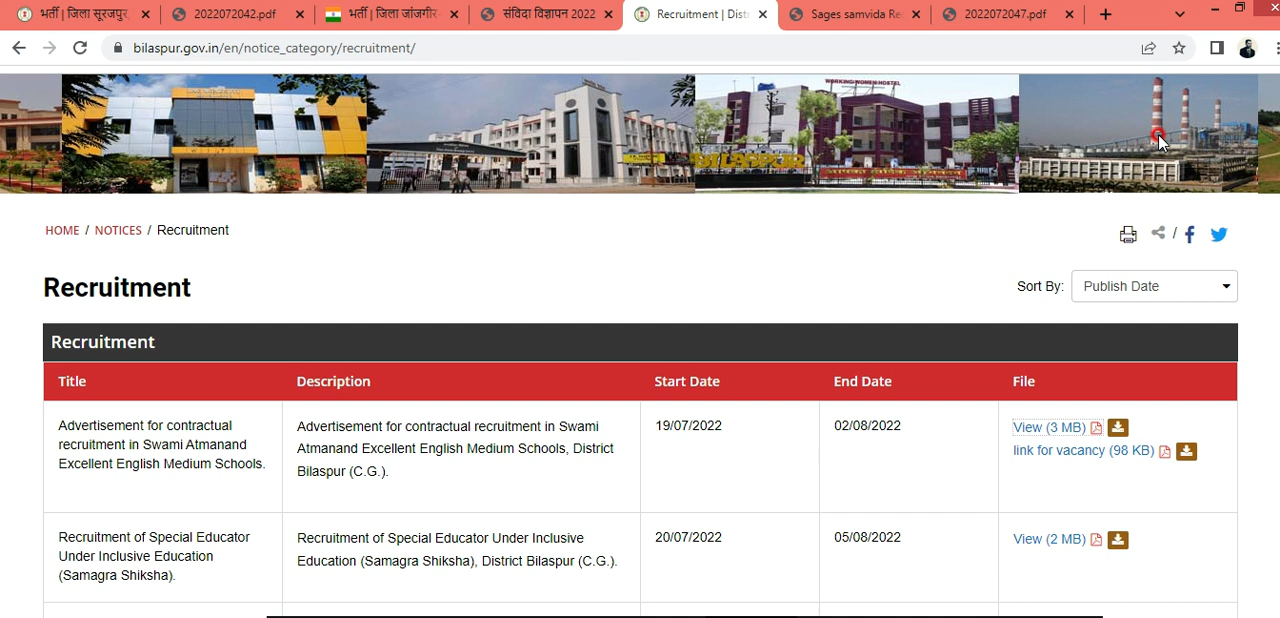 भर्ती | जिला सूरजपुर,
2022072042.pdf
भर्ती | जिला जांजगीर-
संविदा विज्ञापन 2022
Recruitment | Dist
Sages samvida Re
2022072047.pdf
bilaspur.gov.in/en/notice_category/recruitment/
WORKING WOMEN HOSTEL
BILASPUR
HOME / NOTICES / Recruitment
Recruitment
Sort By: Publish Date
Recruitment
Title Description Start Date End Date File
Advertisement for contractual
recruitment in Swami Atmanand
Excellent English Medium Schools.
Advertisement for contractual recruitment in Swami
Atmanand Excellent English Medium Schools, District
Bilaspur (C.G.).
19/07/2022
02/08/2022
View (3 MB)
link for vacancy (98 KB)
Recruitment of Special Educator
Under Inclusive Education
(Samagra Shiksha).
Recruitment of Special Educator Under Inclusive
Education (Samagra Shiksha), District Bilaspur (C.G.).
20/07/2022
05/08/2022
View (2 MB)